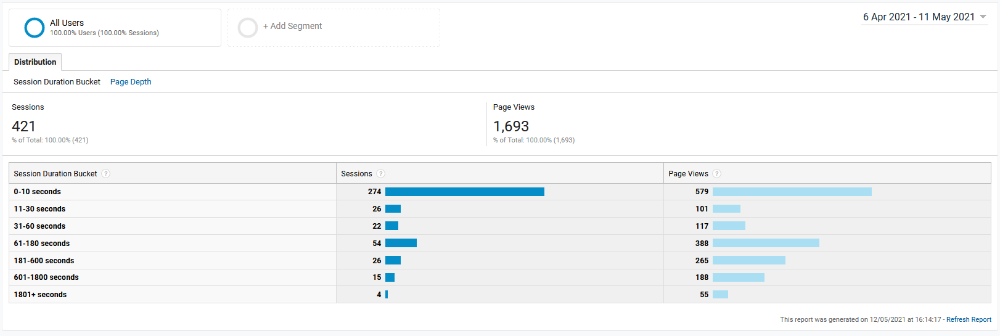 All Users
100.00% Users (100.00% Sessions)
+ Add Segment
6 Apr 2021 - 11 May 2021
Distribution
Session Duration Bucket Page Depth
Sessions Page Views
421 1,693
% of Total: 100.00% (421) % of Total: 100.00% (1,693)
Session Duration Bucket ? Sessions ? Page Views ?
0-10 seconds 274 579
11-30 seconds 26 101
31-60 seconds 22 117
61-180 seconds 54 388
181-600 seconds 26 265
601-1800 seconds 15 188
1801+ seconds 4 55
This report was generated on 12/05/2021 at 16:14:17 - Refresh Report